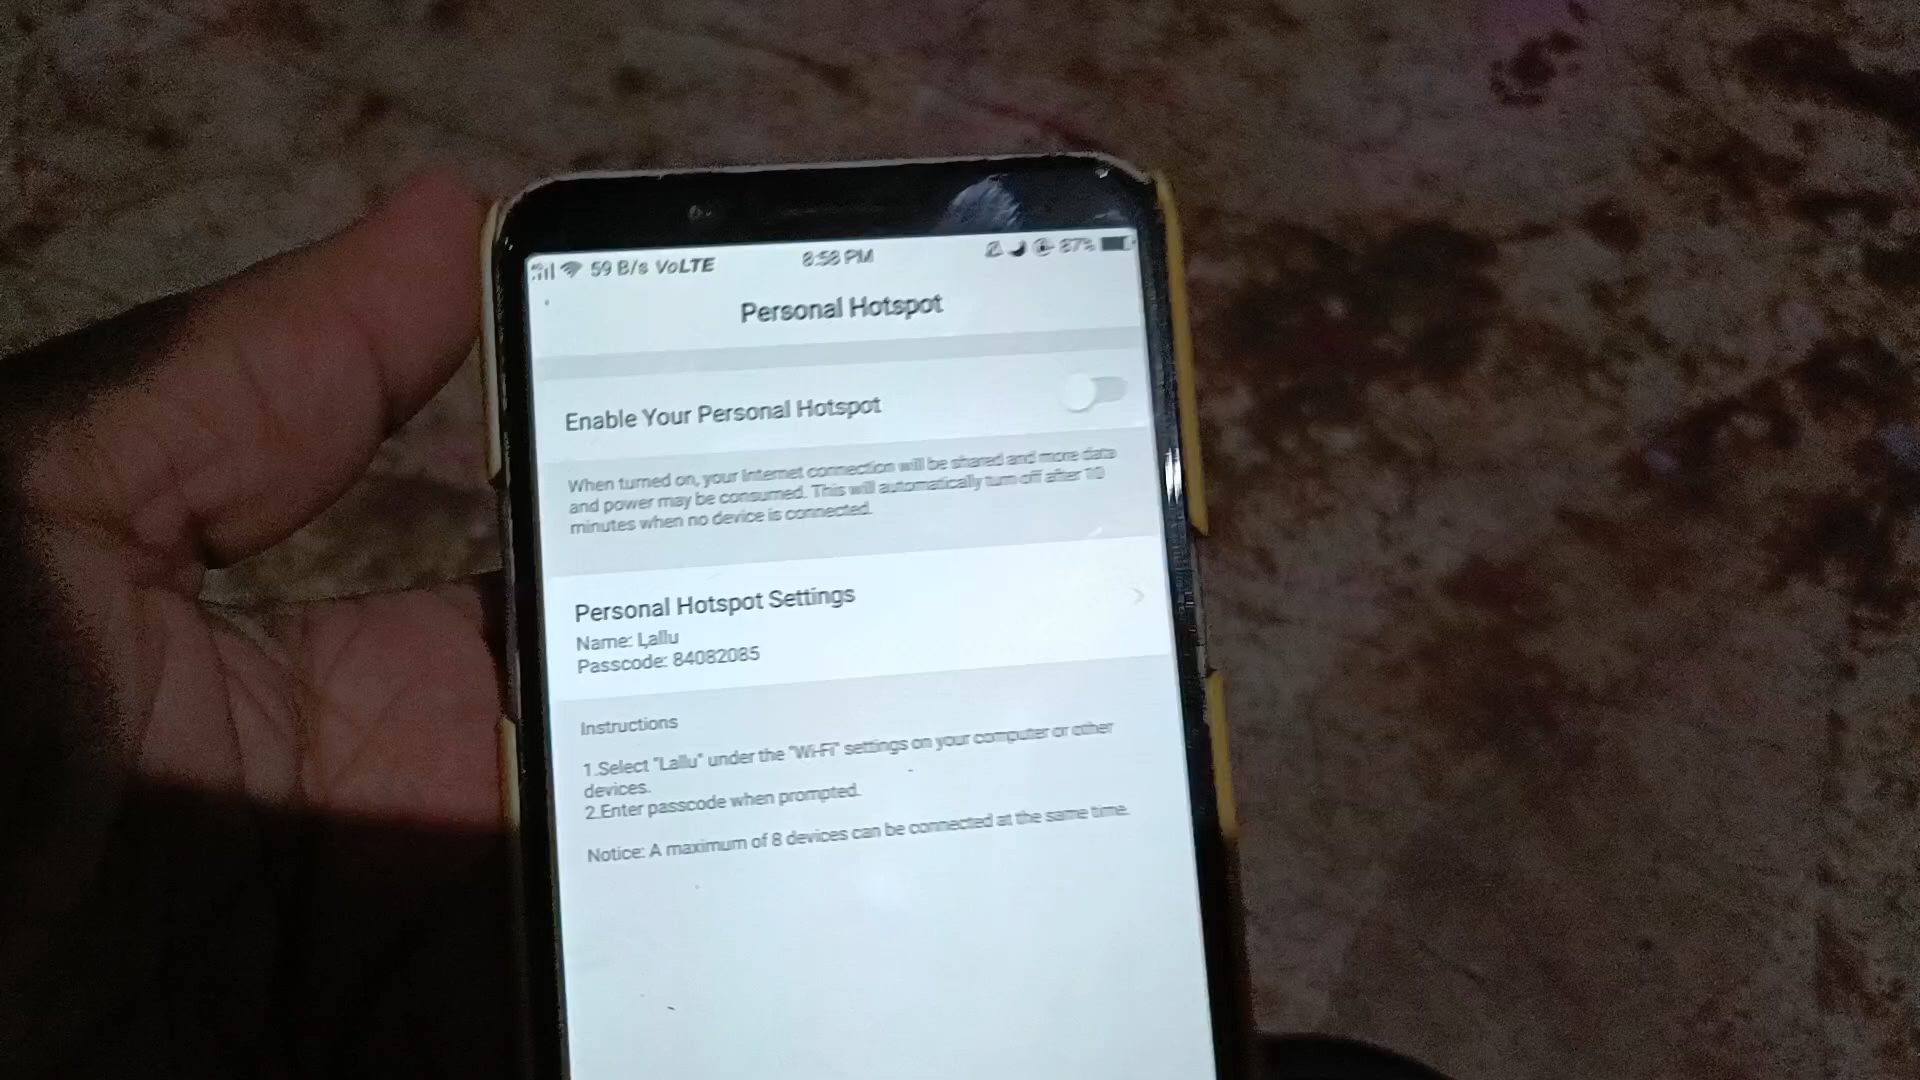 59 B/s VoLTE 8:58 PM 87%
Personal Hotspot
Enable Your Personal Hotspot
When turned on, your Internet connection will be shared and more data
and power may be consumed. This will automatically turn off after 10
minutes when no device is connected.
Personal Hotspot Settings
Name: Lallu
Passcode: 84082085
Instructions
1.Select "Lallu" under the "Wi-Fi" settings on your computer or other
devices.
2.Enter passcode when prompted.
Notice: A maximum of 8 devices can be connected at the same time.